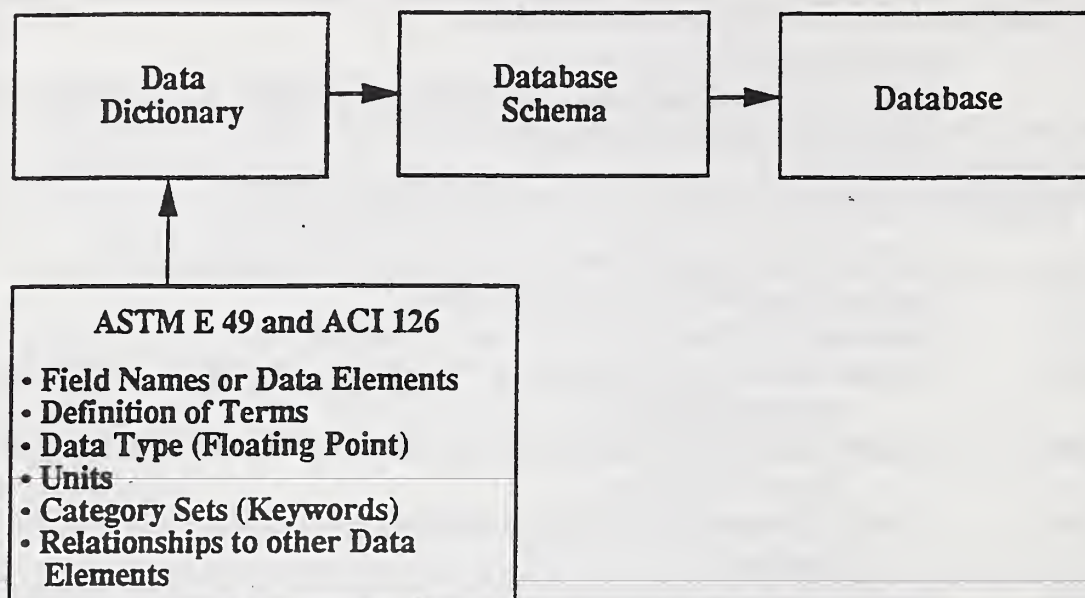 Data
Dictionary
Database
Schema
Database
ASTM E 49 and ACI 126
• Field Names or Data Elements
• Definition of Terms
• Data Type (Floating Point)
• Units
• Category Sets (Keywords)
• Relationships to other Data
Elements